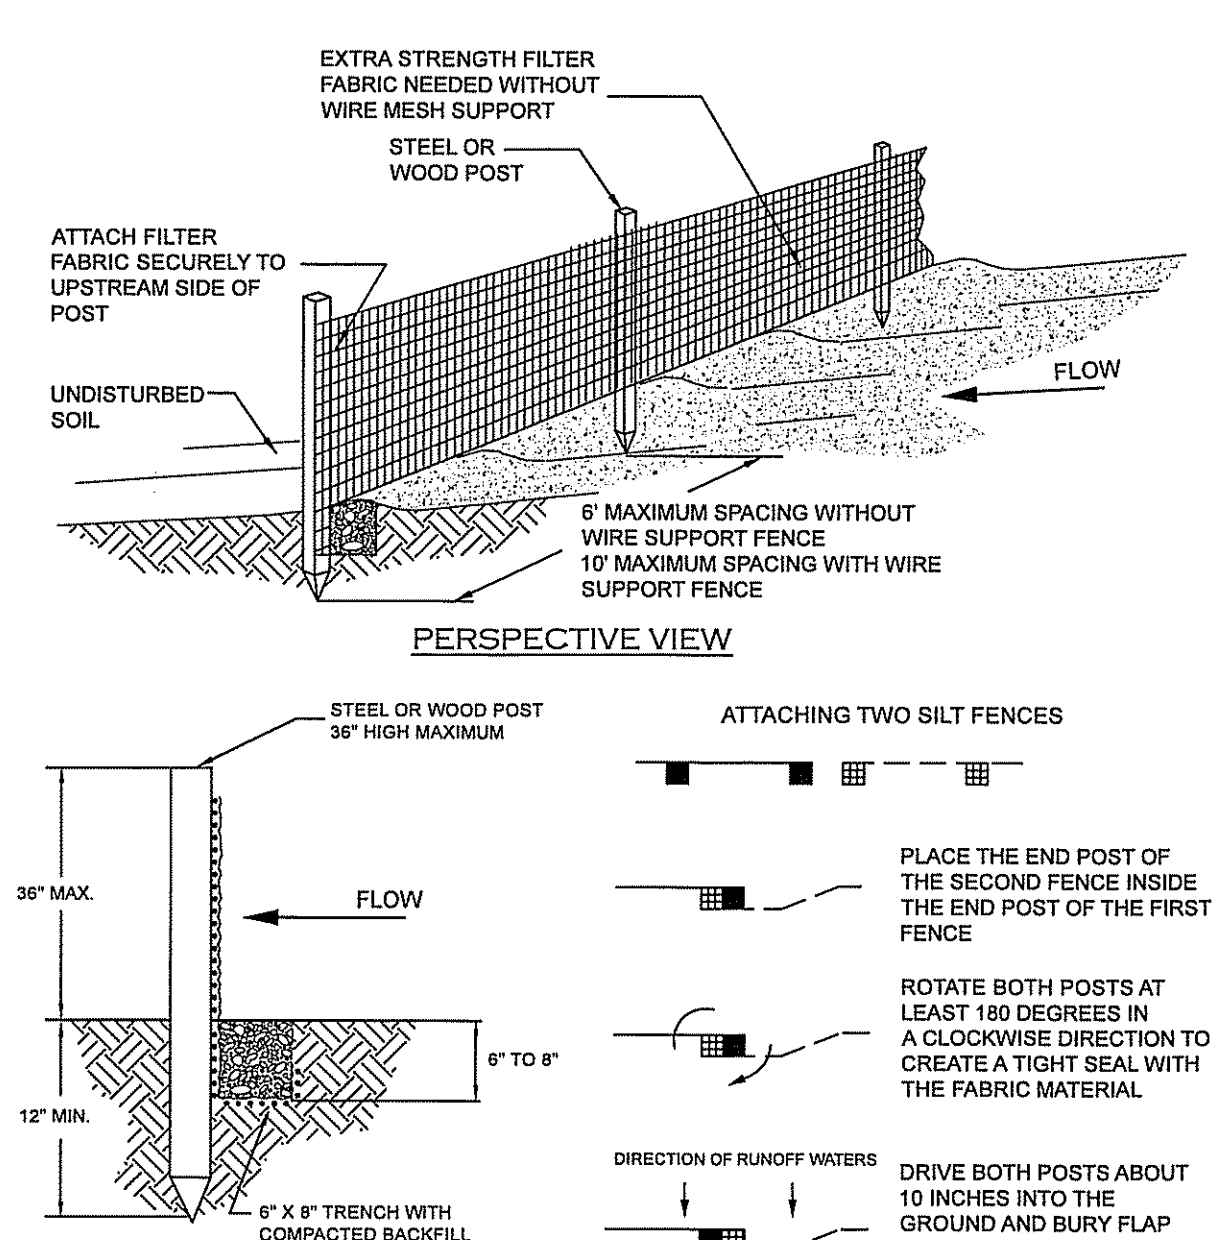 EXTRA STRENGTH FILTER
FABRIC NEEDED WITHOUT
WIRE MESH SUPPORT
STEEL OR
WOOD POST
ATTACH FILTER
FABRIC SECURELY TO
UPSTREAM SIDE OF
POST
UNDISTURBED
SOIL
FLOW
6' MAXIMUM SPACING WITHOUT
WIRE SUPPORT FENCE
10' MAXIMUM SPACING WITH WIRE
SUPPORT FENCE
PERSPECTIVE VIEW
STEEL OR WOOD POST
36" HIGH MAXIMUM
36" MAX.
FLOW
6" TO 8"
12" MIN.
6" X 8" TRENCH WITH
COMPACTED BACKFILL
ATTACHING TWO SILT FENCES
PLACE THE END POST OF
THE SECOND FENCE INSIDE
THE END POST OF THE FIRST
FENCE
ROTATE BOTH POSTS AT
LEAST 180 DEGREES IN
A CLOCKWISE DIRECTION TO
CREATE A TIGHT SEAL WITH
THE FABRIC MATERIAL
DIRECTION OF RUNOFF WATERS
DRIVE BOTH POSTS ABOUT
10 INCHES INTO THE
GROUND AND BURY FLAP